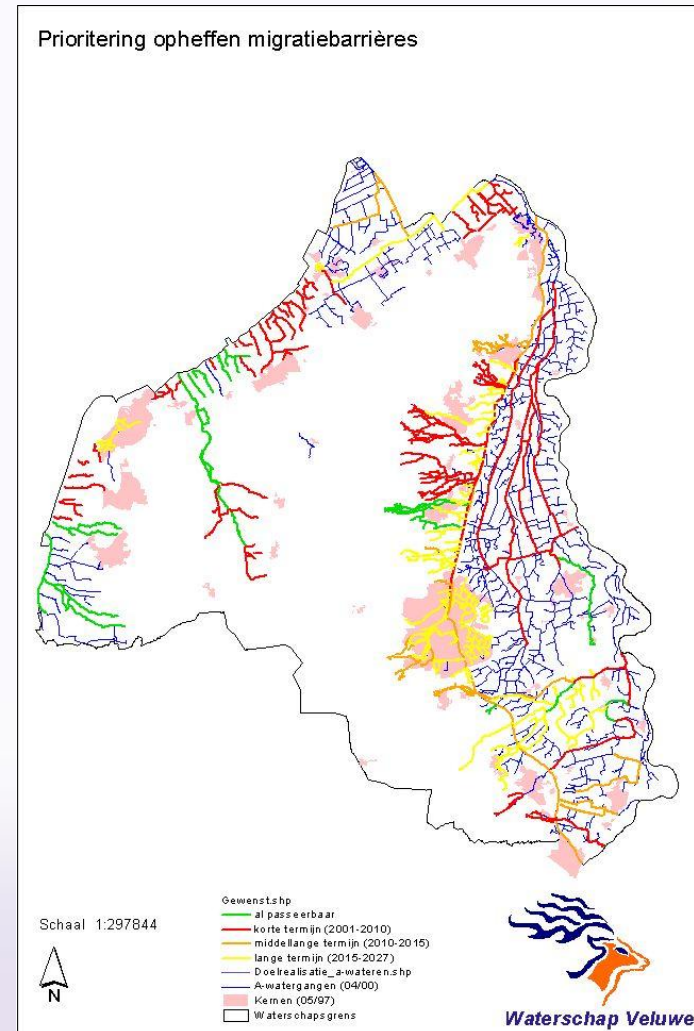 Prioritering opheffen migratiebarrières
Schaal 1:297844
N
Gewenst.shp
al passeerbaar
korte termijn (2001-2010)
middellange termijn (2010-2015)
lange termijn (2015-2027)
Doelrealisatie_a-wateren.shp
A-watergangen (04/00)
Kernen (05/97)
Waterschapsgrens
Waterschap Veluwe